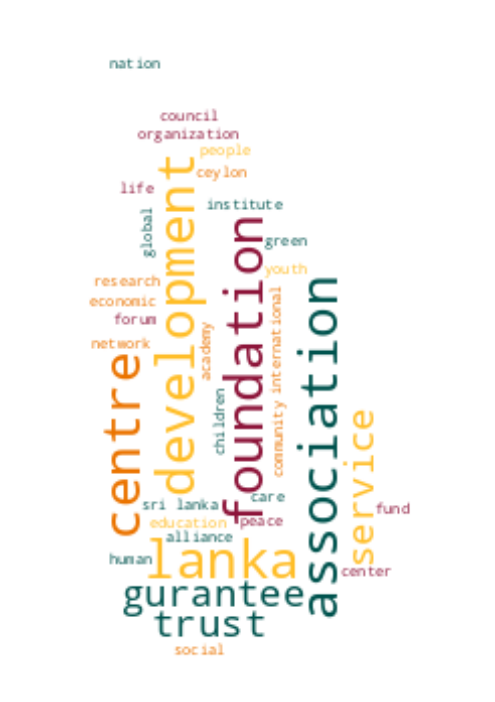 nation
council
organization
people
development
ceylon
life
institute
global
foundation
green
youth
research
association
economic
international
forum
academy
network
centre
children
community
service
care
sri lanka
fund
peace
education
alliance
lanka
human
center
gurantee
trust
social